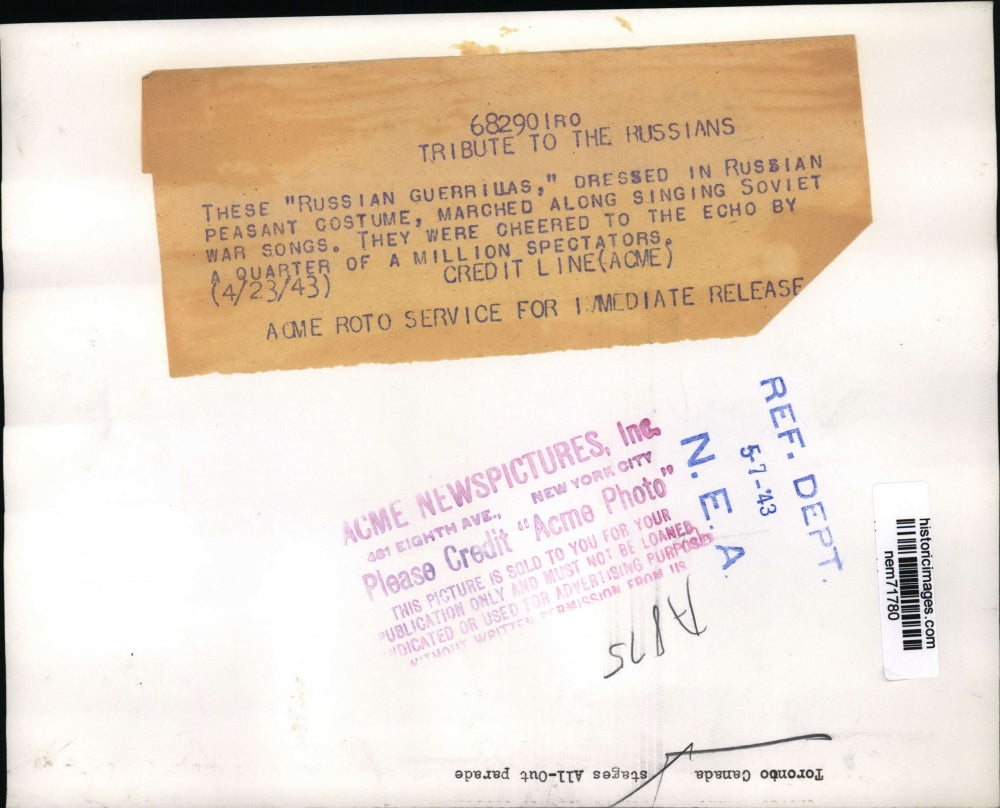 68290IRO
TRIBUTE TO THE RUSSIANS
THESE "RUSSIAN GUERRILLAS," DRESSED IN RUSSIAN
PEASANT COSTUME, MARCHED ALONG SINGING SOVIET
WAR SONGS. THEY WERE CHEERED TO THE ECHO BY
A QUARTER OF A MILLION SPECTATORS.
(4/23/43) CREDIT LINE(ACME)
ACME ROTO SERVICE FOR IMMEDIATE RELEASE
ACME NEWSPICTURES, Inc.
461 EIGHTH AVE., NEW YORK CITY
Please Credit "Acme Photo"
THIS PICTURE IS SOLD TO YOU FOR YOUR
PUBLICATION ONLY AND MUST NOT BE LOANED,
YNDICATED OR USED FOR ADVERTISING PURPOSES
WITHOUT WRITTEN PERMISSION FROM US
REF. DEPT.
5-7-'43
N. E. A.
historicimages.com
nem71780
A875
Toronoo Canada stages All-Out parade